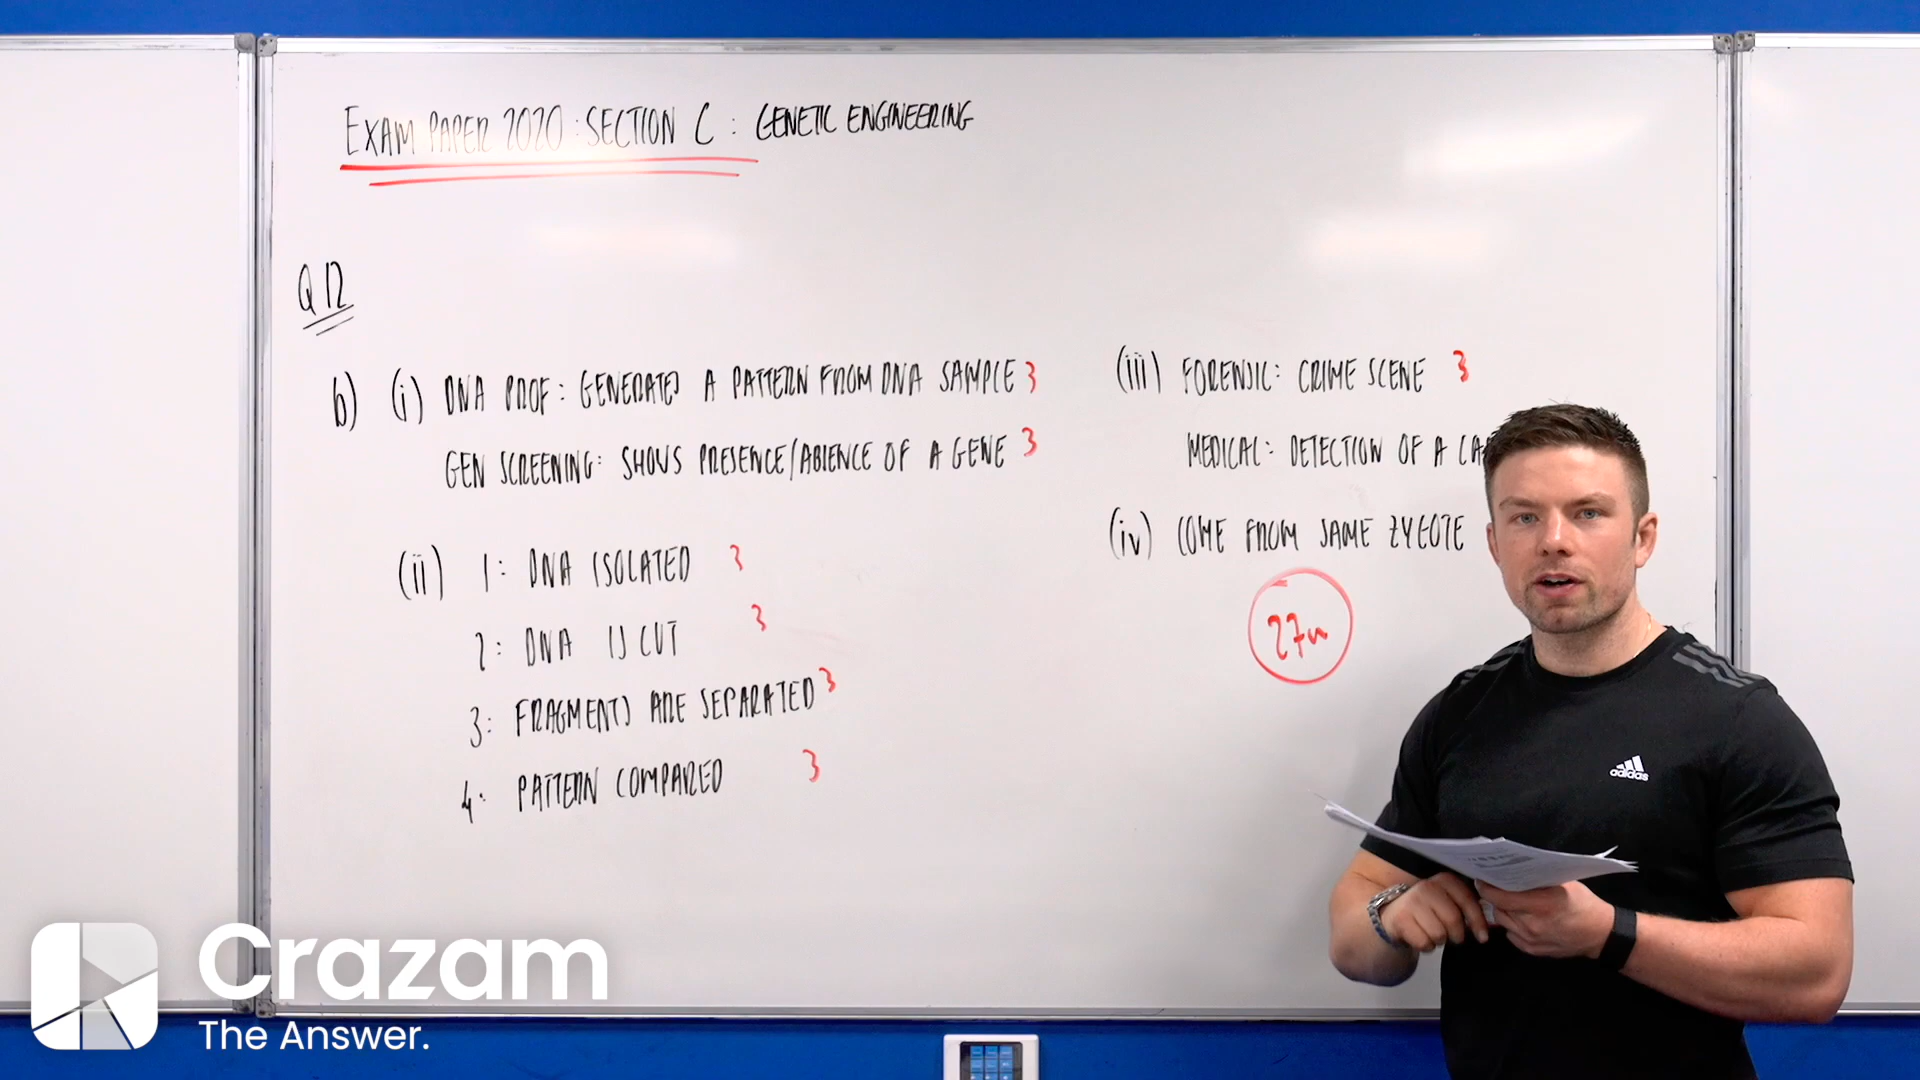 EXAM PAPER 2020 : SECTION C : GENETIC ENGINEERING
Q12
b) (i) DNA PROF : GENERATES A PATTERN FROM DNA SAMPLE 3
GEN SCREENING: SHOWS PRESENCE/ABSENCE OF A GENE 3
(ii) 1: DNA ISOLATED 3
2: DNA IS CUT 3
3: FRAGMENTS ARE SEPARATED 3
4: PATTERN COMPARED 3
(iii) FORENSIC: CRIME SCENE 3
MEDICAL: DETECTION OF A
(iv) COME FROM SAME ZYGOTE
27m
adidas
Crazam
The Answer.